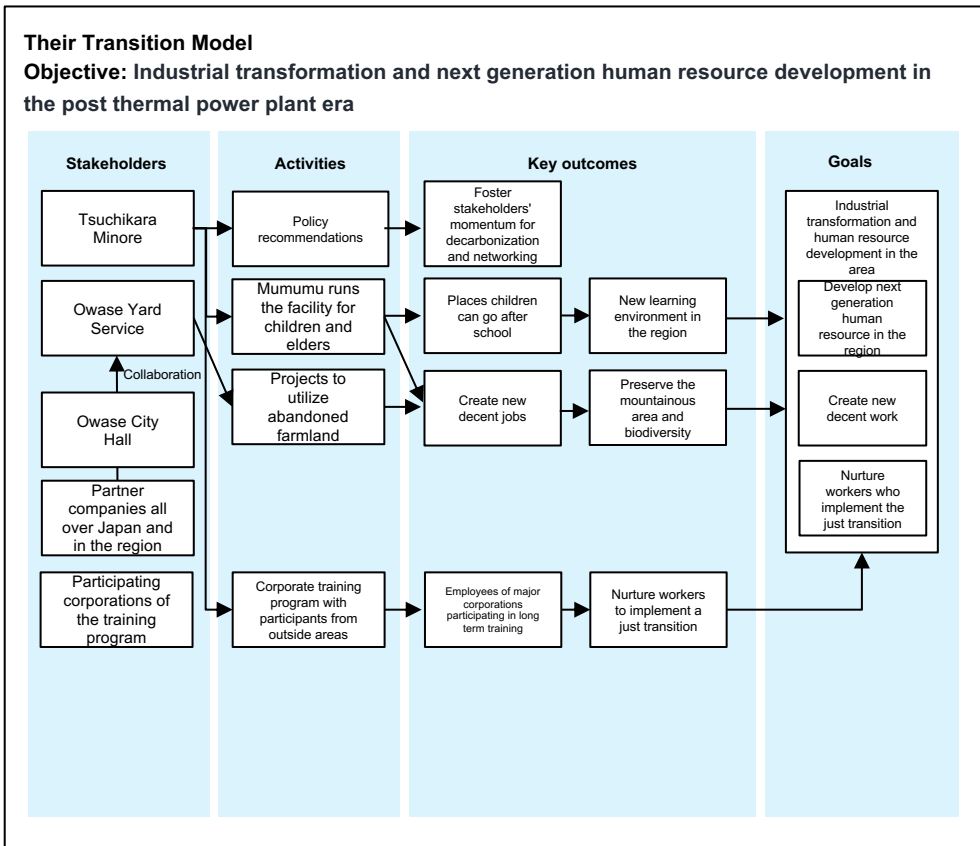 Their Transition Model
Objective: Industrial transformation and next generation human resource development in
the post thermal power plant era
Stakeholders
Tsuchikara
Minore
Owase Yard
Service
Collaboration
Owase City
Hall
Partner
companies all
over Japan and
in the region
Participating
corporations of
the training
program
Activities
Policy
recommendations
Mumumu runs
the facility for
children and
elders
Projects to
utilize
abandoned
farmland
Corporate training
program with
participants from
outside areas
Key outcomes
Foster
stakeholders'
momentum for
decarbonization
and networking
Places children
can go after
school
New learning
environment in
the region
Create new
decent jobs
Preserve the
mountainous
area and
biodiversity
Employees of major
corporations
participating in long
term training
Nurture workers
to implement a
just transition
Goals
Industrial
transformation and
human resource
development in the
area
Develop next
generation
human
resource in the
region
Create new
decent work
Nurture
workers who
implement the
just transition